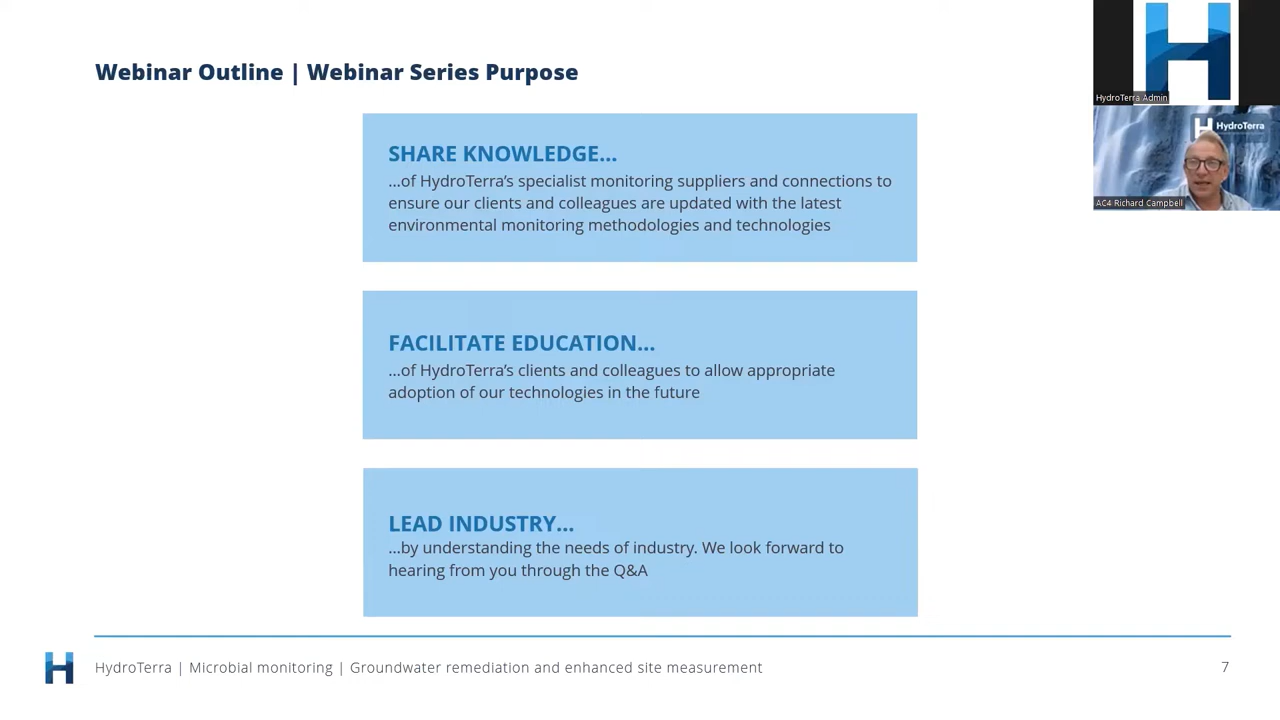 Webinar Outline | Webinar Series Purpose
SHARE KNOWLEDGE...
...of HydroTerra's specialist monitoring suppliers and connections to
ensure our clients and colleagues are updated with the latest
environmental monitoring methodologies and technologies
FACILITATE EDUCATION...
...of HydroTerra's clients and colleagues to allow appropriate
adoption of our technologies in the future
LEAD INDUSTRY...
...by understanding the needs of industry. We look forward to
hearing from you through the Q&A
HydroTerra | Microbial monitoring | Groundwater remediation and enhanced site measurement
7
HydroTerra Admin
HydroTerra
AC4 Richard Campbell